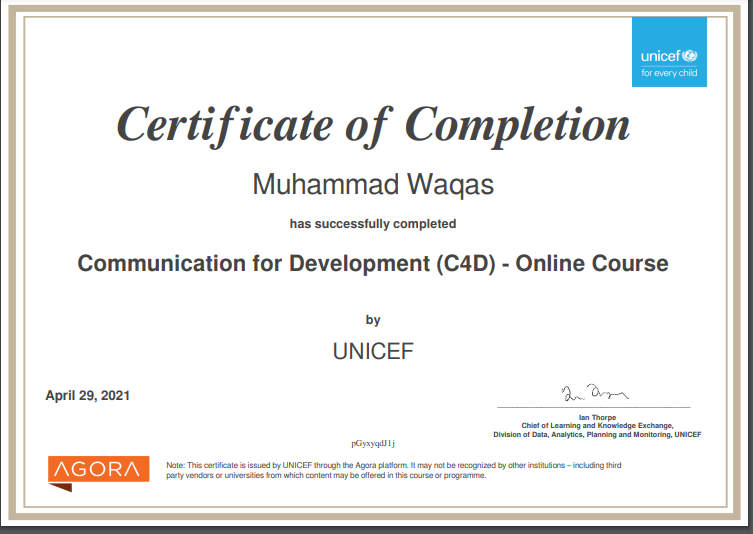 unicef
for every child
Certificate of Completion
Muhammad Waqas
has successfully completed
Communication for Development (C4D) - Online Course
by
UNICEF
April 29, 2021
Ian Thorpe
Chief of Learning and Knowledge Exchange,
Division of Data, Analytics, Planning and Monitoring, UNICEF
pGyxyqdJ1j
AGORA
Note: This certificate is issued by UNICEF through the Agora platform. It may not be recognized by other institutions – including third
party vendors or universities from which content may be offered in this course or programme.